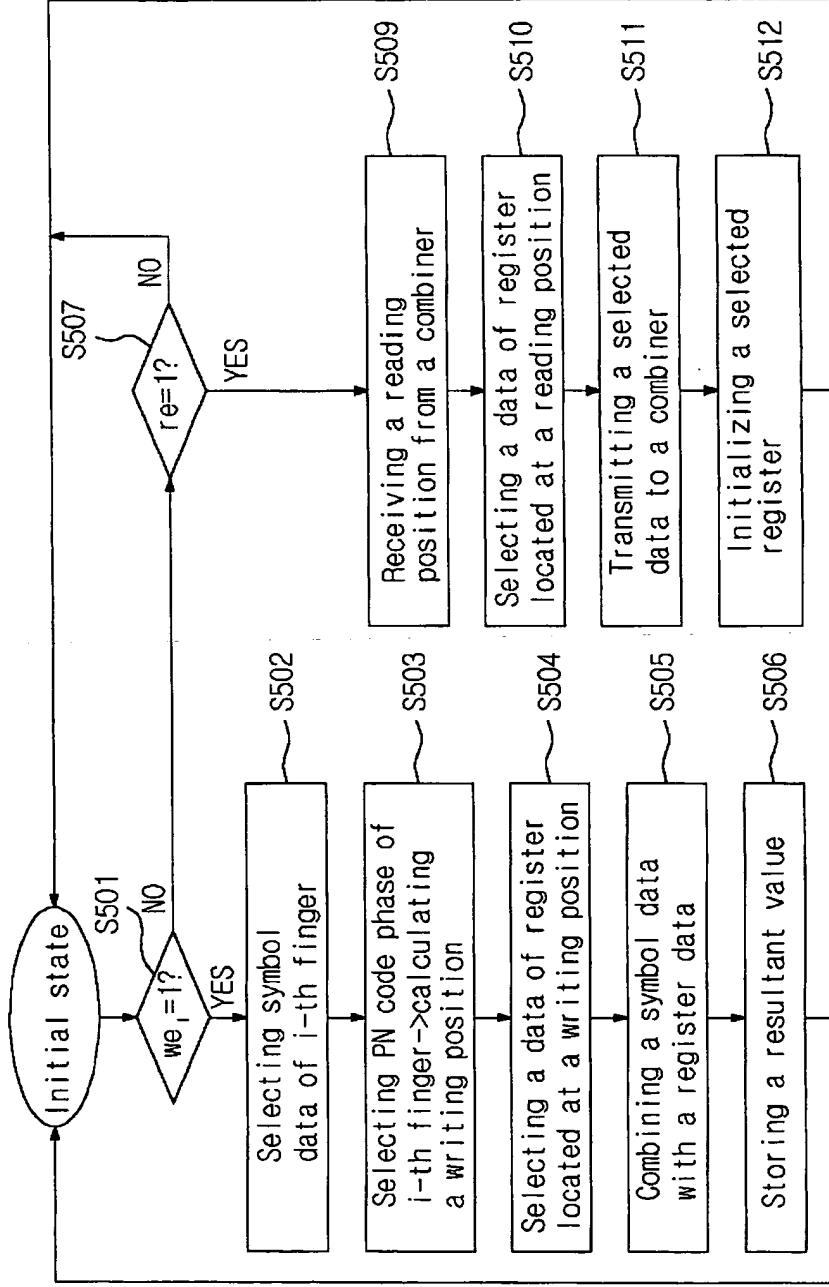 Initial state
S501
we i =1?
NO
YES
S507
re=1?
NO
YES
Selecting symbol
data of i-th finger
S502
Selecting PN code phase of
i-th finger->calculating
a writing position
S503
Selecting a data of register
located at a writing position
S504
Combining a symbol data
with a register data
S505
Storing a resultant value
S506
Receiving a reading
position from a combiner
S509
Selecting a data of register
located at a reading position
S510
Transmitting a selected
data to a combiner
S511
Initializing a selected
register
S512